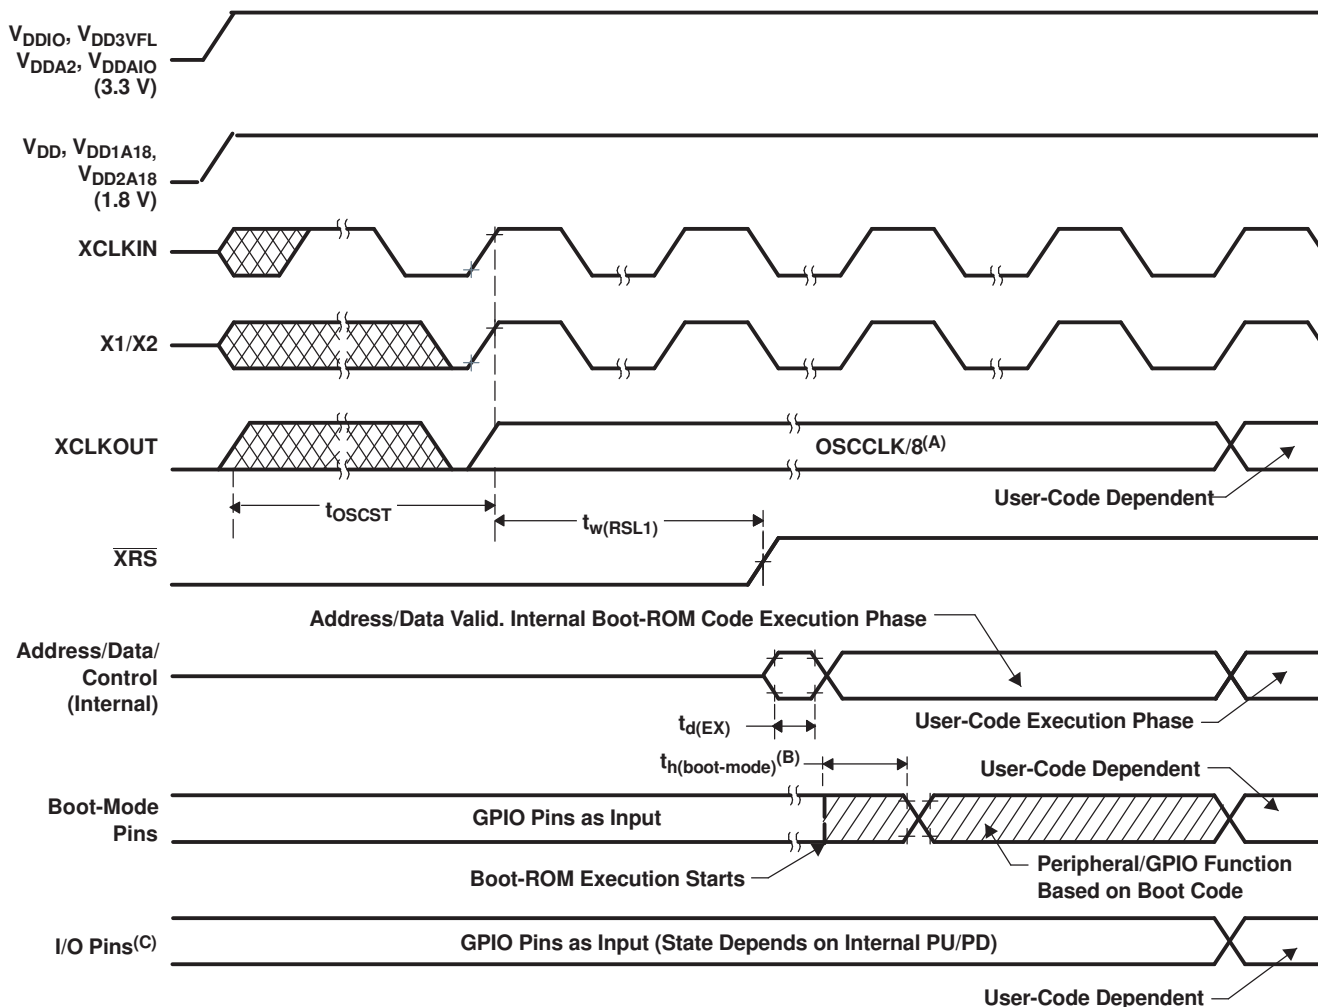 VDDIO, VDD3VFL
VDDA2, VDDAIO
(3.3 V)
VDD, VDD1A18,
VDD2A18
(1.8 V)
XCLKIN
X1/X2
XCLKOUT
OSCCLK/8(A)
User-Code Dependent
tOSCST
tw(RSL1)
XRS
Address/Data Valid. Internal Boot-ROM Code Execution Phase
Address/Data/
Control
(Internal)
td(EX)
User-Code Execution Phase
th(boot-mode)(B)
User-Code Dependent
Boot-Mode
Pins
GPIO Pins as Input
Boot-ROM Execution Starts
Peripheral/GPIO Function
Based on Boot Code
I/O Pins(C)
GPIO Pins as Input (State Depends on Internal PU/PD)
User-Code Dependent